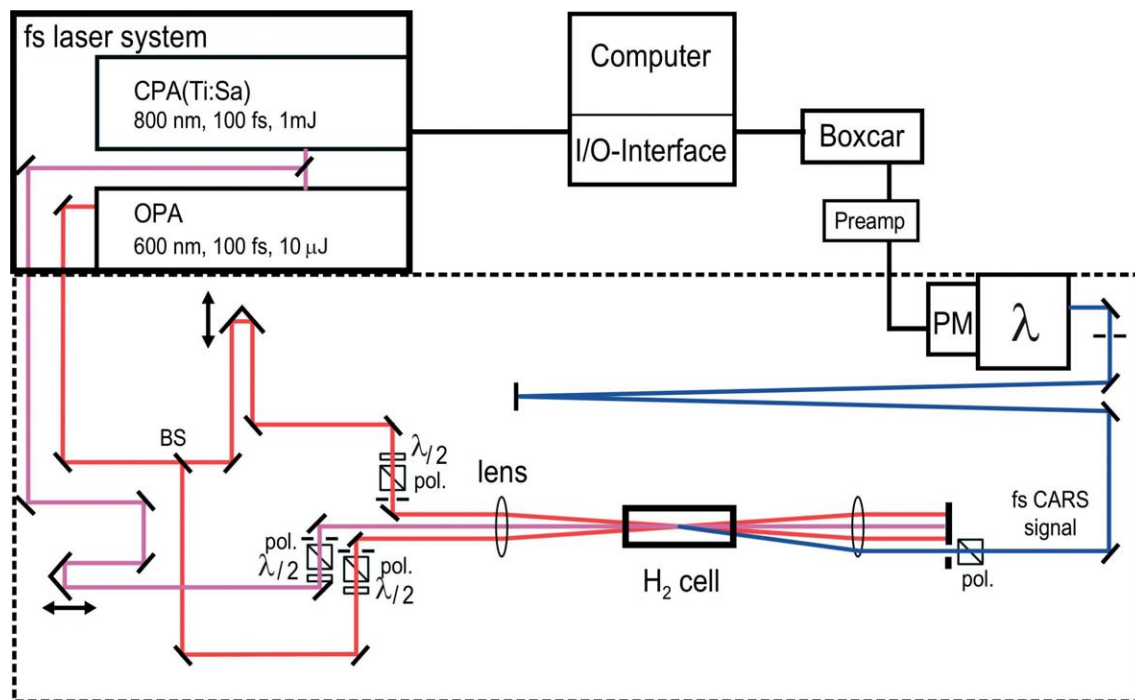 fs laser system
CPA(Ti:Sa)
800 nm, 100 fs, 1mJ
OPA
600 nm, 100 fs, 10 μJ
Computer
I/O-Interface
Boxcar
Preamp
PM
λ
BS
λ/2
pol.
lens
fs CARS
signal
pol.
λ/2
pol.
λ/2
H₂ cell
pol.